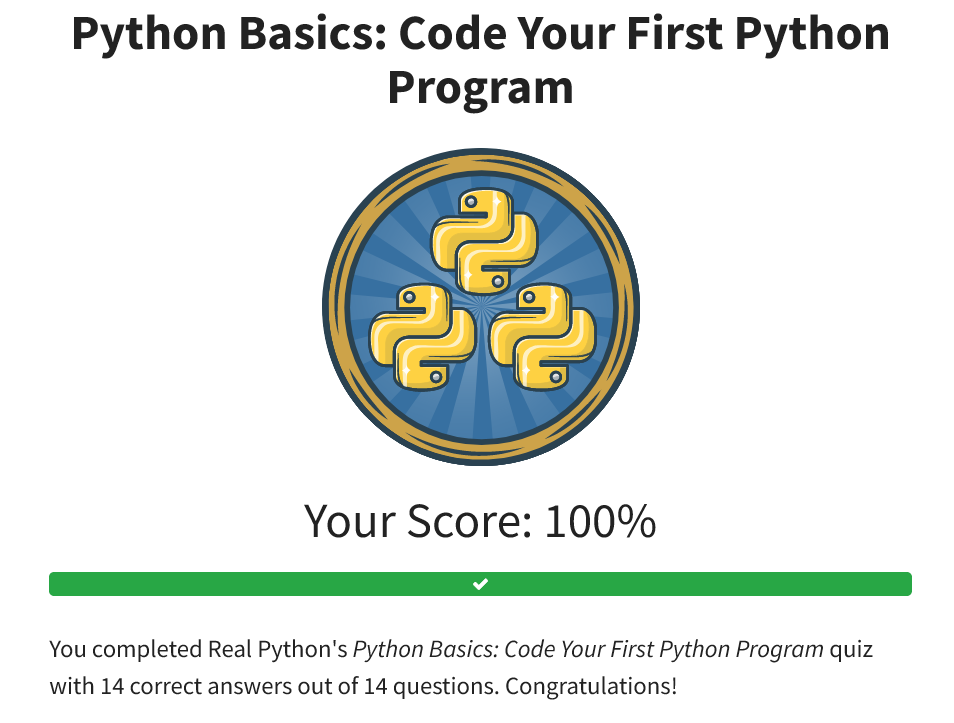 Python Basics: Code Your First Python
Program
Your Score: 100%
You completed Real Python's Python Basics: Code Your First Python Program quiz
with 14 correct answers out of 14 questions. Congratulations!